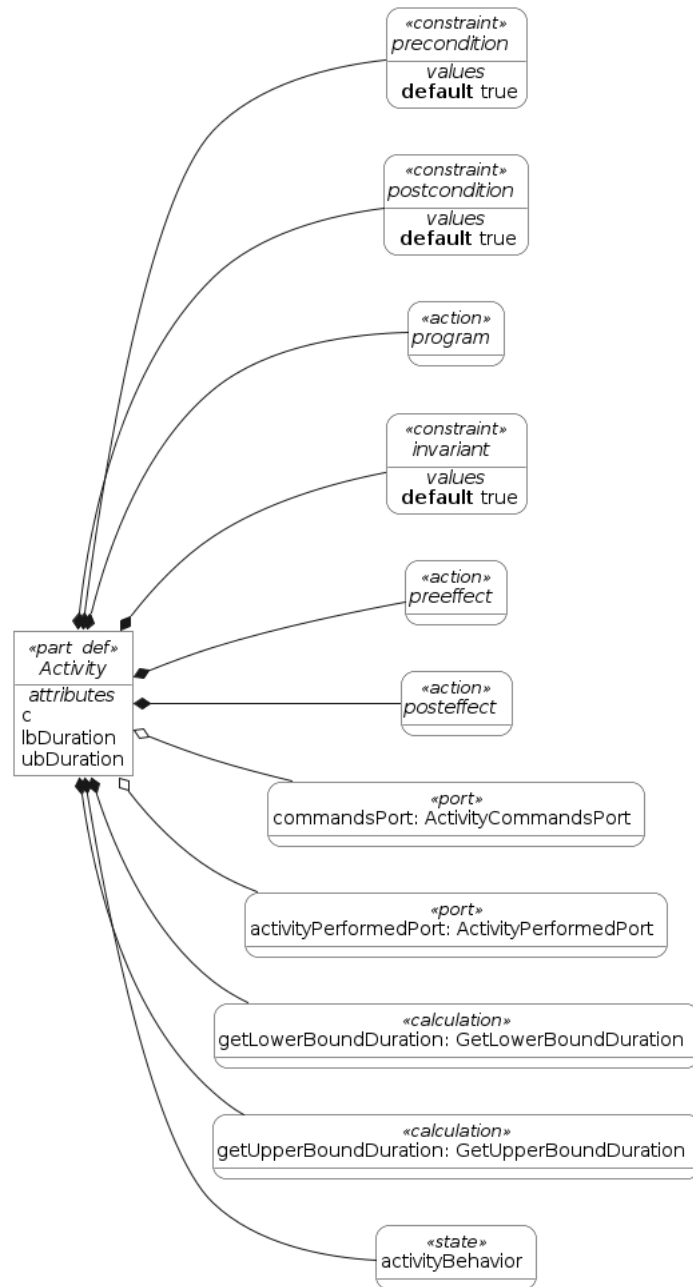 «constraint»
precondition
values
default true
«constraint»
postcondition
values
default true
«action»
program
«constraint»
invariant
values
default true
«action»
preeffect
«part def»
Activity
attributes
c
lbDuration
ubDuration
«action»
posteffect
«port»
commandsPort: ActivityCommandsPort
«port»
activityPerformedPort: ActivityPerformedPort
«calculation»
getLowerBoundDuration: GetLowerBoundDuration
«calculation»
getUpperBoundDuration: GetUpperBoundDuration
«state»
activityBehavior